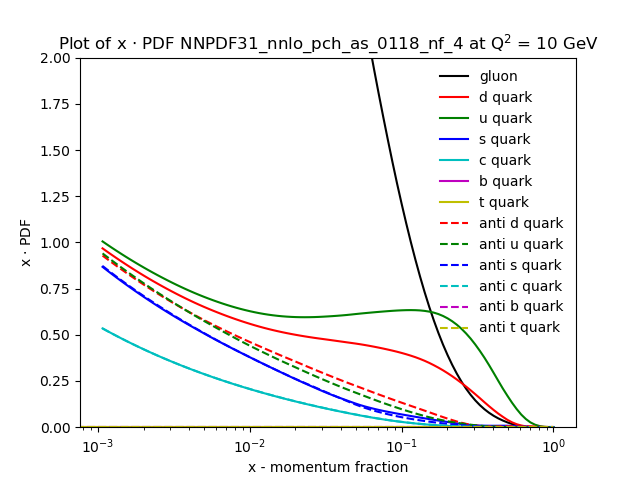 Plot of x · PDF NNPDF31_nnlo_pch_as_0118_nf_4 at Q² = 10 GeV
2.00
1.75
1.50
1.25
1.00
0.75
0.50
0.25
0.00
x · PDF
gluon
d quark
u quark
s quark
c quark
b quark
t quark
anti d quark
anti u quark
anti s quark
anti c quark
anti b quark
anti t quark
10⁻³ 10⁻² 10⁻¹ 10⁰
x - momentum fraction